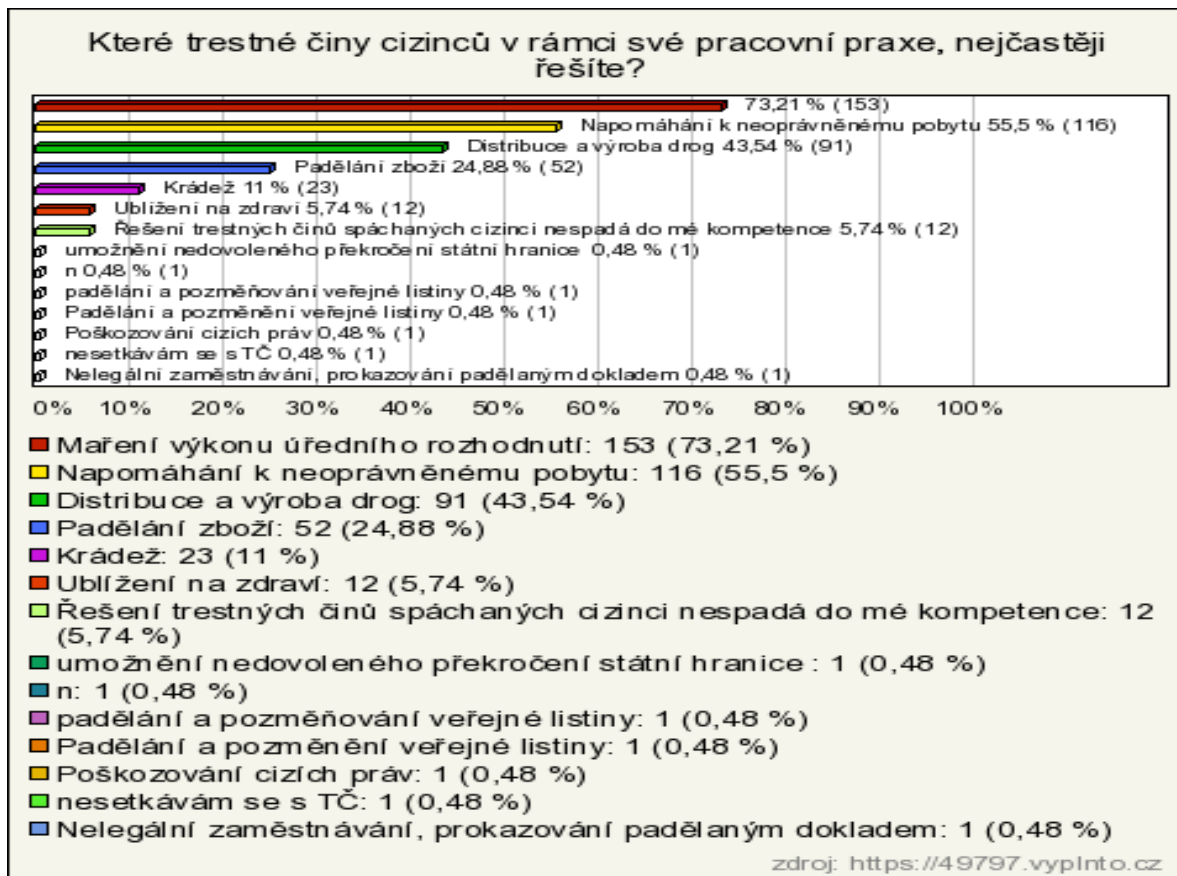 Které trestné činy cizinců v rámci své pracovní praxe, nejčastěji
řešíte?
73,21 % (153)
Napomáhání k neoprávněnému pobytu 55,5 % (116)
Distribuce a výroba drog 43,54 % (91)
Padělání zboží 24,88 % (52)
Krádež 11 % (23)
Ublížení na zdraví 5,74 % (12)
Řešení trestných činů spáchaných cizinci nespadá do mé kompetence 5,74 % (12)
umožnění nedovoleného překročení státní hranice 0,48 % (1)
n 0,48 % (1)
padělání a pozměňování veřejné listiny 0,48 % (1)
Padělání a pozměnění veřejné listiny 0,48 % (1)
Poškozování cizích práv 0,48 % (1)
nesetkávám se s TČ 0,48 % (1)
Nelegální zaměstnávání, prokazování padělaným dokladem 0,48 % (1)
0% 10% 20% 30% 40% 50% 60% 70% 80% 90% 100%
Maření výkonu úředního rozhodnutí: 153 (73,21 %)
Napomáhání k neoprávněnému pobytu: 116 (55,5 %)
Distribuce a výroba drog: 91 (43,54 %)
Padělání zboží: 52 (24,88 %)
Krádež: 23 (11 %)
Ublížení na zdraví: 12 (5,74 %)
Řešení trestných činů spáchaných cizinci nespadá do mé kompetence: 12
(5,74 %)
umožnění nedovoleného překročení státní hranice : 1 (0,48 %)
n: 1 (0,48 %)
padělání a pozměňování veřejné listiny: 1 (0,48 %)
Padělání a pozměnění veřejné listiny: 1 (0,48 %)
Poškozování cizích práv: 1 (0,48 %)
nesetkávám se s TČ: 1 (0,48 %)
Nelegální zaměstnávání, prokazování padělaným dokladem: 1 (0,48 %)
zdroj: https://49797.vyplnto.cz